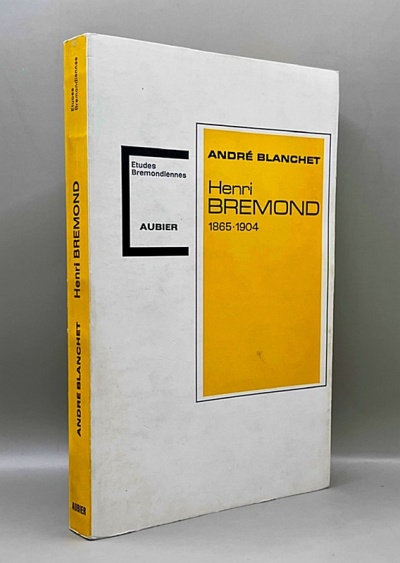 Etudes
Bremondiennes
AUBIER
ANDRÉ BLANCHET
Henri
BREMOND
1865-1904
Etudes
Bremondiennes
Henri BREMOND
ANDRÉ BLANCHET
AUBIER